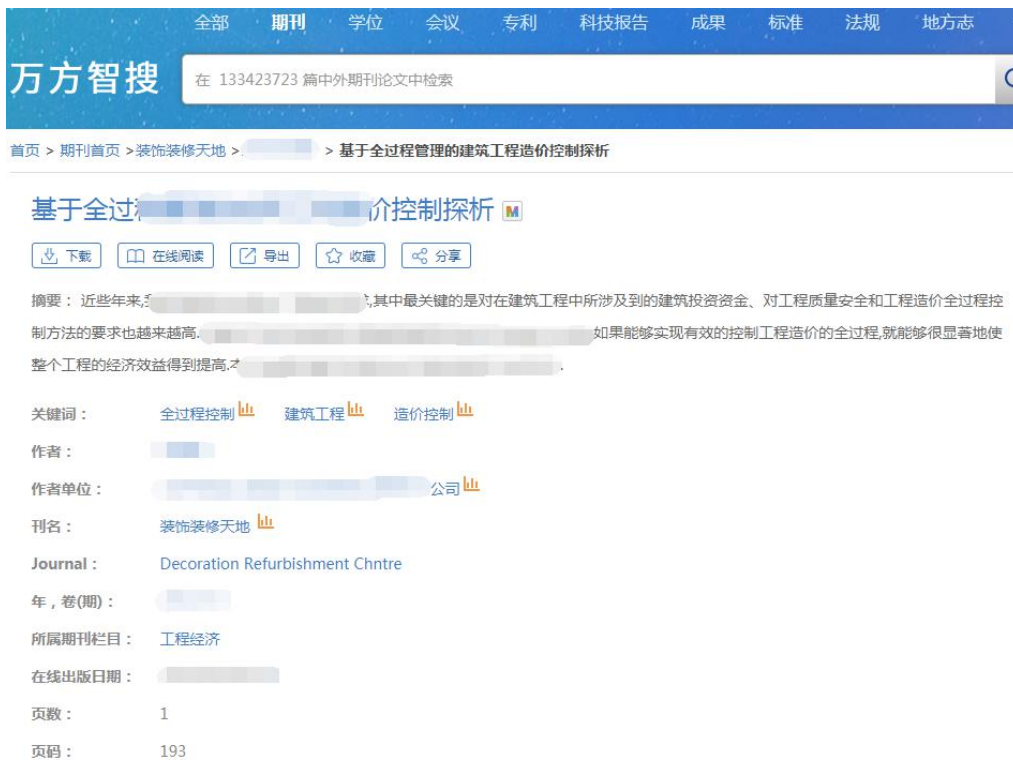 全部 期刊 学位 会议 专利 科技报告 成果 标准 法规 地方志
万方智搜
在 133423723 篇中外期刊论文中检索
首页 > 期刊首页 >装饰装修天地 > > 基于全过程管理的建筑工程造价控制探析
基于全过 价控制探析 M
下载 在线阅读 导出 收藏 分享
摘要： 近些年来, ,其中最关键的是对在建筑工程中所涉及到的建筑投资资金、对工程质量安全和工程造价全过程控
制方法的要求也越来越高. 如果能够实现有效的控制工程造价的全过程,就能够很显著地使
整个工程的经济效益得到提高. .
关键词： 全过程控制 建筑工程 造价控制
作者：
作者单位： 公司
刊名： 装饰装修天地
Journal： Decoration Refurbishment Chntre
年，卷(期)：
所属期刊栏目： 工程经济
在线出版日期：
页数： 1
页码： 193